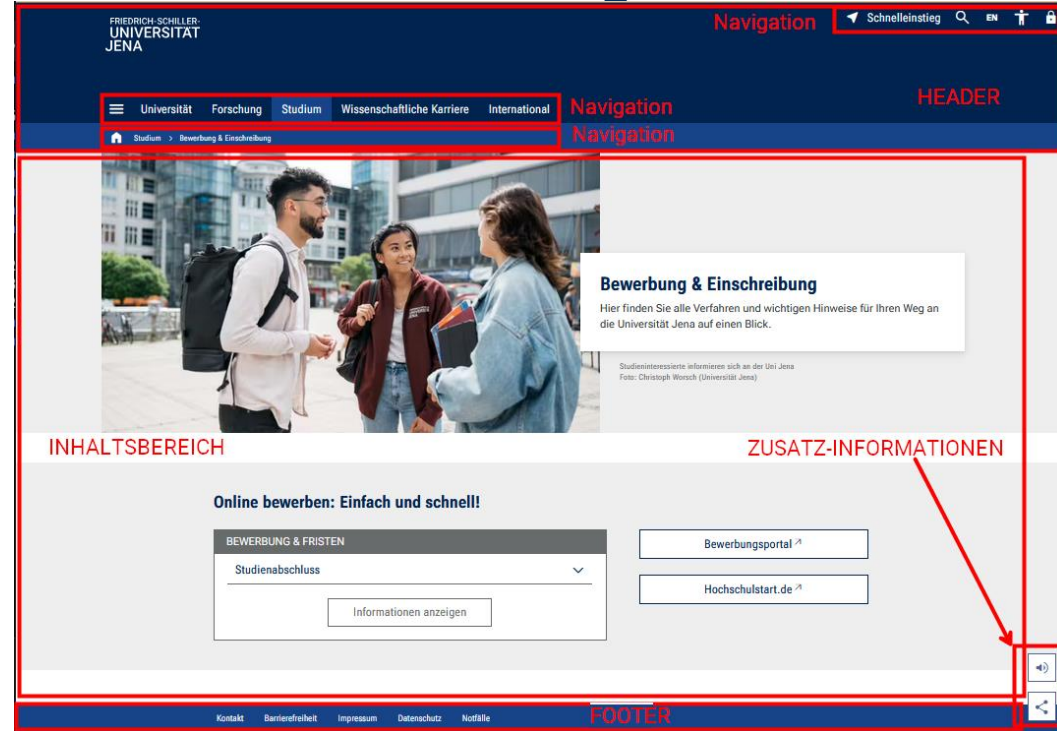 FRIEDRICH-SCHILLER-
UNIVERSITÄT
JENA
Navigation
Schnelleinstieg
EN
HEADER
Universität Forschung Studium Wissenschaftliche Karriere International
Navigation
Studium > Bewerbung & Einschreibung
Navigation
Bewerbung & Einschreibung
Hier finden Sie alle Verfahren und wichtigen Hinweise für Ihren Weg an
die Universität Jena auf einen Blick.
Studieninteressierte informieren sich an der Uni Jena
Foto: Christoph Worsch (Universität Jena)
INHALTSBEREICH
ZUSATZ-INFORMATIONEN
Online bewerben: Einfach und schnell!
BEWERBUNG & FRISTEN
Studienabschluss
Informationen anzeigen
Bewerbungsportal
Hochschulstart.de
Kontakt Barrierefreiheit Impressum Datenschutz Notfälle
FOOTER